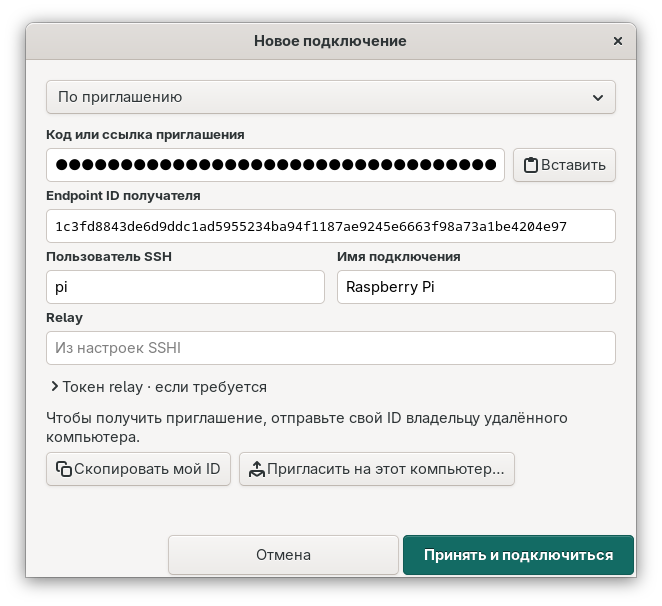 Новое подключение
По приглашению
Код или ссылка приглашения
Вставить
Endpoint ID получателя
1c3fd8843de6d9ddc1ad5955234ba94f1187ae9245e6663f98a73a1be4204e97
Пользователь SSH
Имя подключения
pi
Raspberry Pi
Relay
Из настроек SSHI
Токен relay · если требуется
Чтобы получить приглашение, отправьте свой ID владельцу удалённого
компьютера.
Скопировать мой ID
Пригласить на этот компьютер…
Отмена
Принять и подключиться